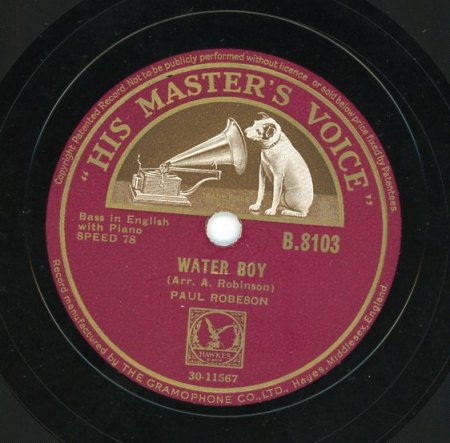 Copyright Patented Record. Not to be publicly performed without licence or sold below price fixed by Patentees.
"HIS MASTER'S VOICE"
Bass in English
with Piano
SPEED 78
B.8103
WATER BOY
(Arr. A. Robinson)
PAUL ROBESON
HAWKES
30-11567
Record manufactured by THE GRAMOPHONE CO., LTD. Hayes, Middlesex, England.